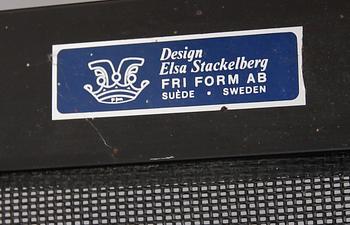 Design
Elsa Stackelberg
FRI FORM AB
SUÈDE • SWEDEN